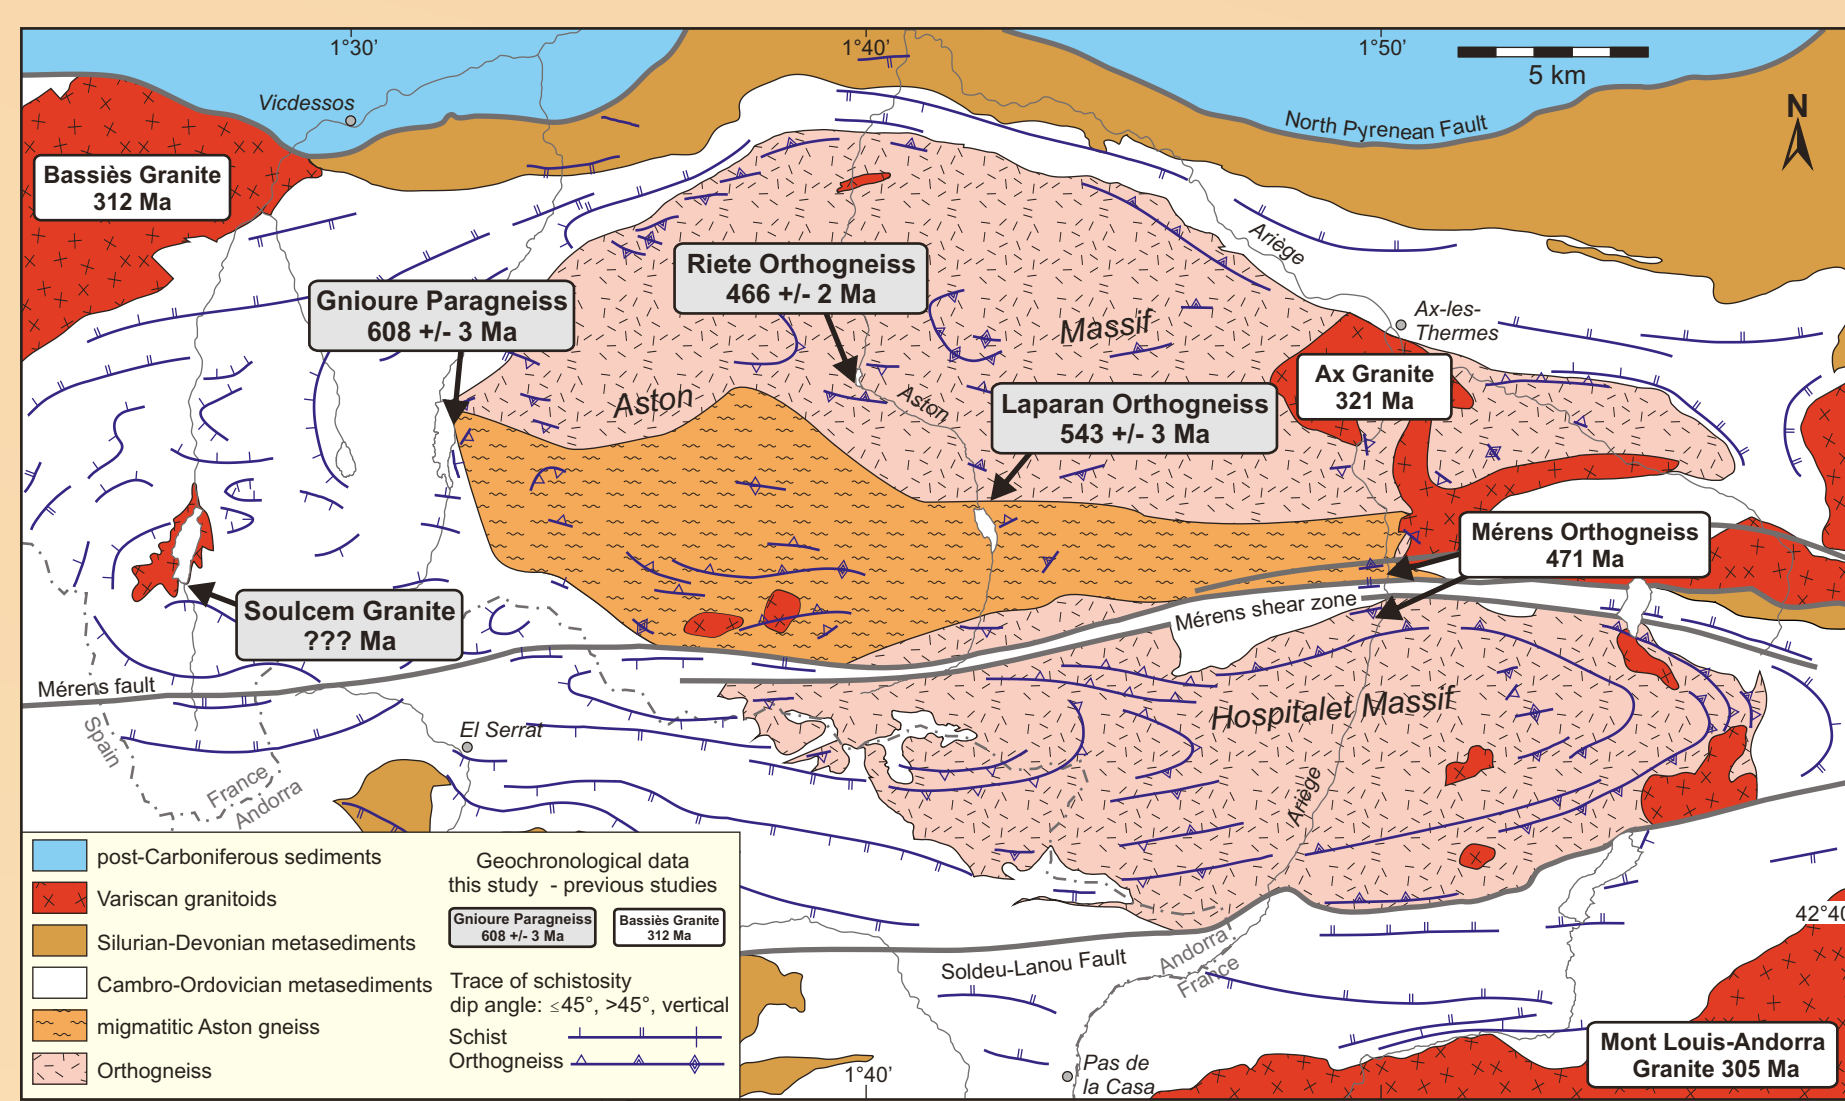 1°30'
1°40'
1°50'
5 km
N
Vicdessos
North Pyrenean Fault
Bassiès Granite
312 Ma
Ariège
Riete Orthogneiss
466 +/- 2 Ma
Gnioure Paragneiss
608 +/- 3 Ma
Massif
Ax-les-
Thermes
Aston
Aston
Ax Granite
321 Ma
Laparan Orthogneiss
543 +/- 3 Ma
Mérens Orthogneiss
471 Ma
Soulcem Granite
??? Ma
Mérens shear zone
Mérens fault
Hospitalet Massif
Spain
El Serrat
France
Andorra
Ariège
42°40
Andorra
France
Soldeu-Lanou Fault
Mont Louis-Andorra
Granite 305 Ma
Pas de
la Casa
1°40'
post-Carboniferous sediments
Variscan granitoids
Silurian-Devonian metasediments
Cambro-Ordovician metasediments
migmatitic Aston gneiss
Orthogneiss
Geochronological data
this study - previous studies
Gnioure Paragneiss
608 +/- 3 Ma
Bassiès Granite
312 Ma
Trace of schistosity
dip angle: ≤45°, >45°, vertical
Schist
Orthogneiss